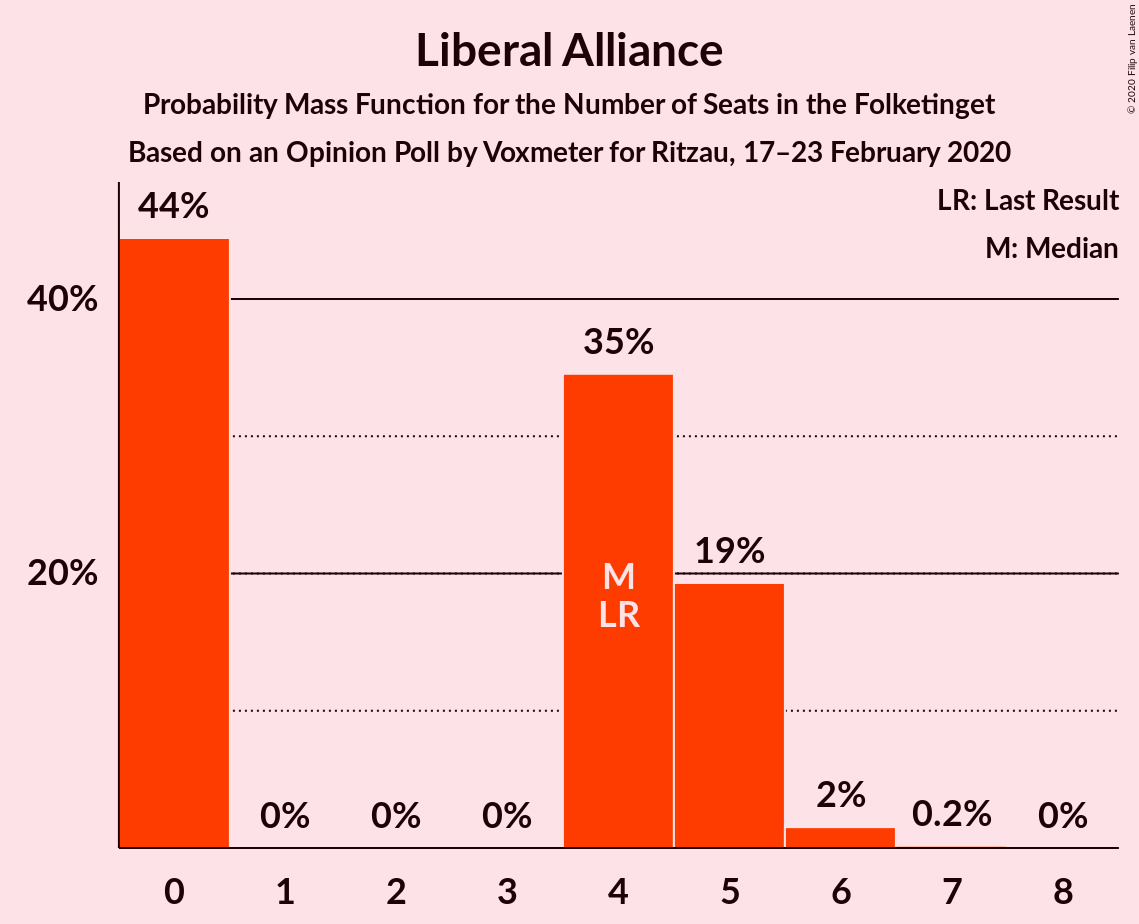 Liberal Alliance
Probability Mass Function for the Number of Seats in the Folketinget
Based on an Opinion Poll by Voxmeter for Ritzau, 17–23 February 2020
© 2020 Filip van Laenen
LR: Last Result
M: Median
44%
40%
35%
20%
19%
M
LR
0%
0%
0%
2%
0.2%
0%
0
1
2
3
4
5
6
7
8